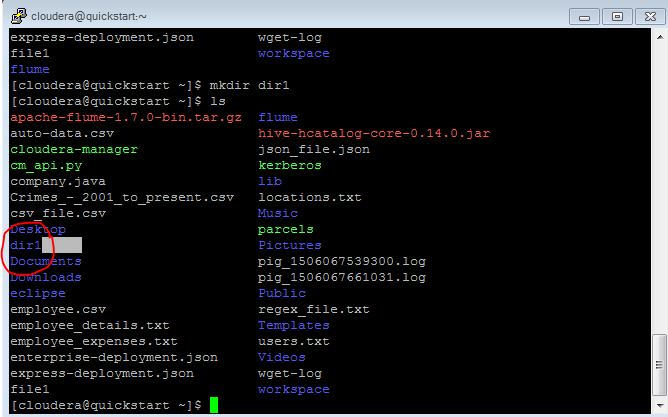 cloudera@quickstart:~
express-deployment.json wget-log
file1 workspace
flume
[cloudera@quickstart ~]$ mkdir dir1
[cloudera@quickstart ~]$ ls
apache-flume-1.7.0-bin.tar.gz flume
auto-data.csv hive-hcatalog-core-0.14.0.jar
cloudera-manager json_file.json
cm_api.py kerberos
company.java lib
Crimes_-_2001_to_present.csv locations.txt
csv_file.csv Music
Desktop parcels
dir1 Pictures
Documents pig_1506067539300.log
Downloads pig_1506067661031.log
eclipse Public
employee.csv regex_file.txt
employee_details.txt Templates
employee_expenses.txt users.txt
enterprise-deployment.json Videos
express-deployment.json wget-log
file1 workspace
[cloudera@quickstart ~]$